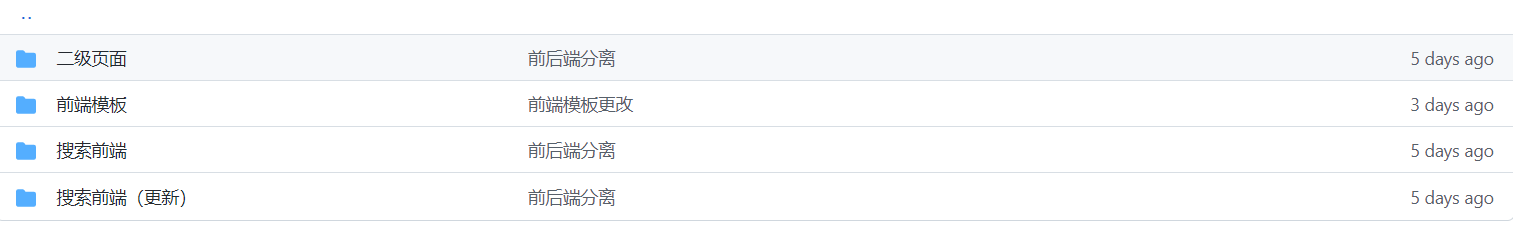 ..
二级页面 前后端分离 5 days ago
前端模板 前端模板更改 3 days ago
搜索前端 前后端分离 5 days ago
搜索前端（更新） 前后端分离 5 days ago